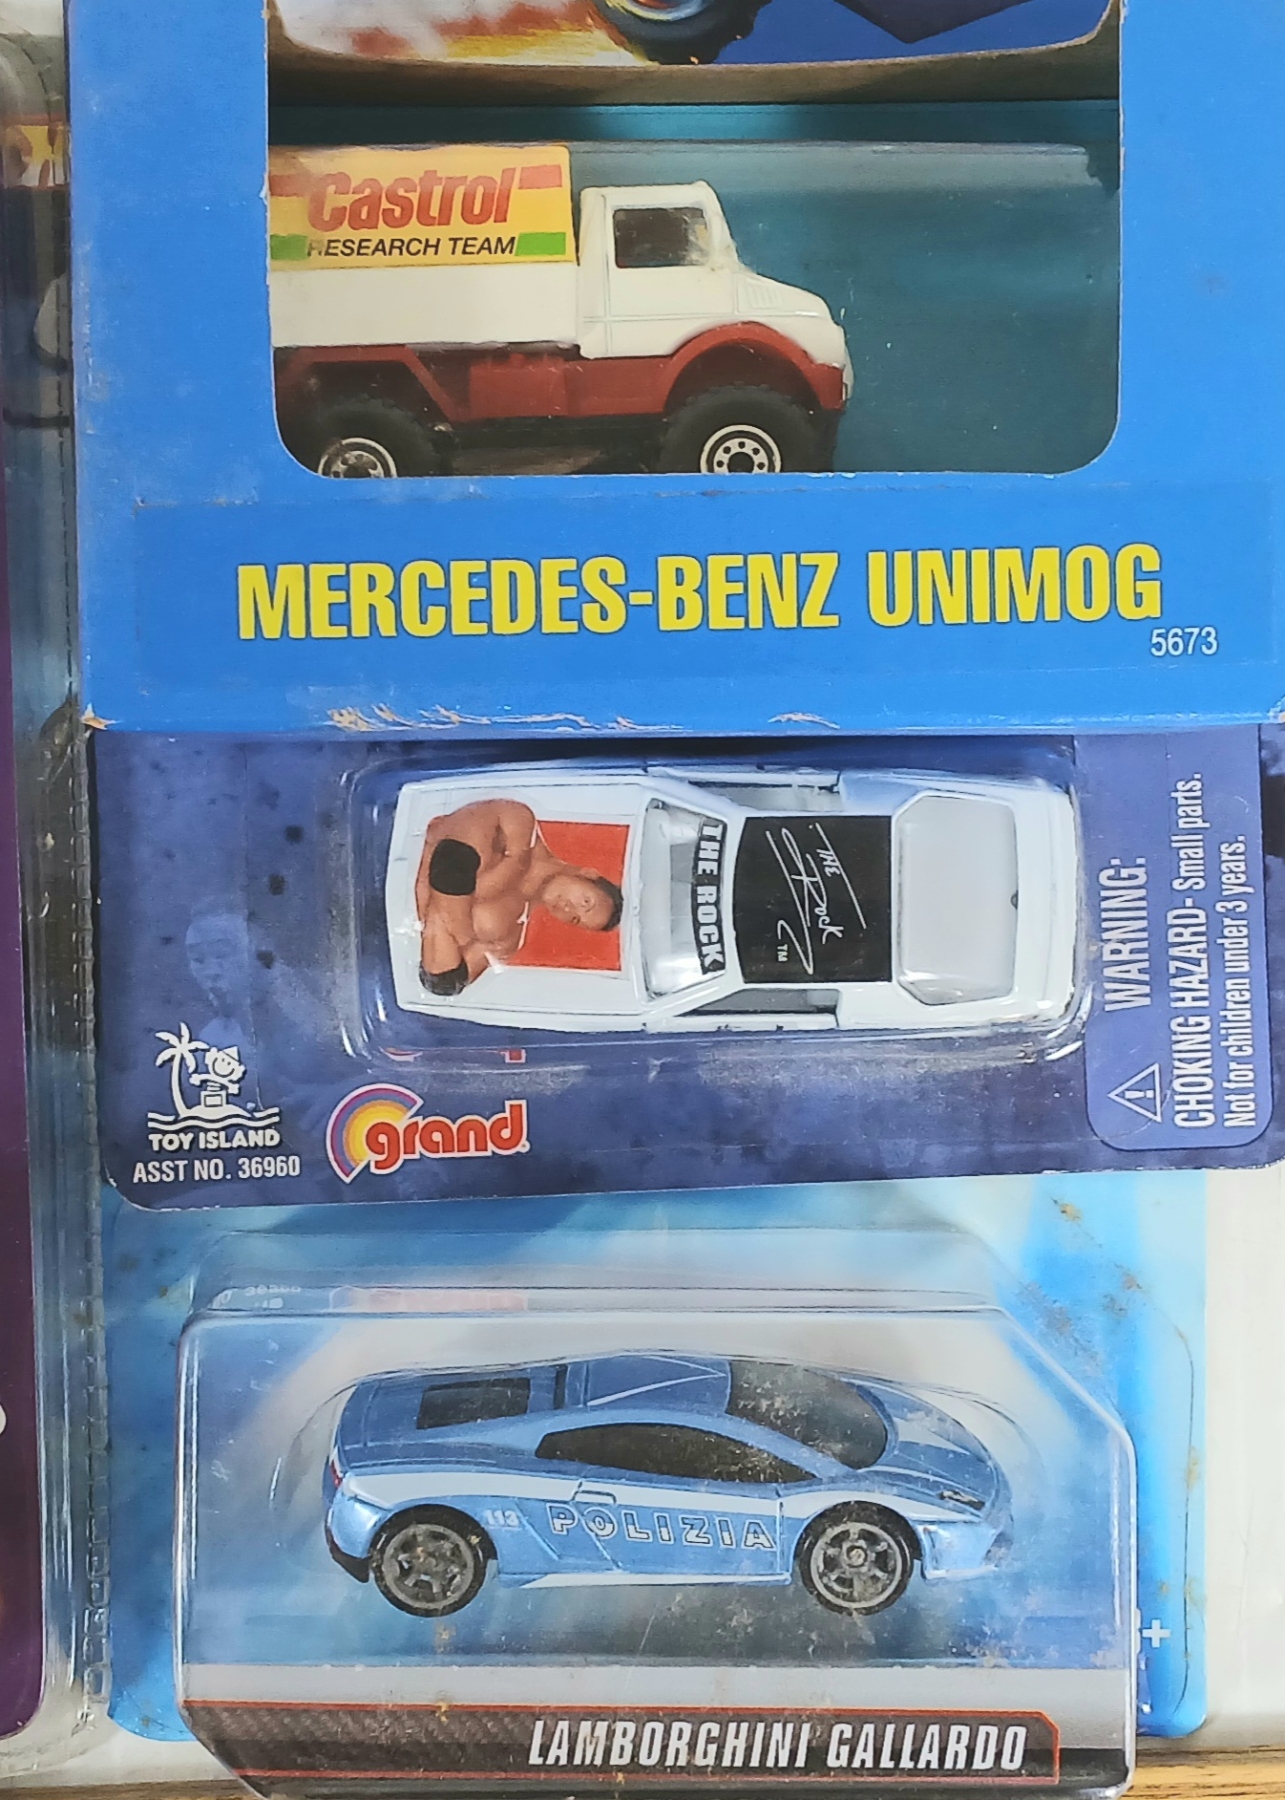 Castrol
RESEARCH TEAM
MERCEDES-BENZ UNIMOG
5673
THE ROCK
THE
Rock
TM
WARNING:
CHOKING HAZARD- Small parts.
Not for children under 3 years.
TOY ISLAND
ASST NO. 36960
grand
113
POLIZIA
LAMBORGHINI GALLARDO